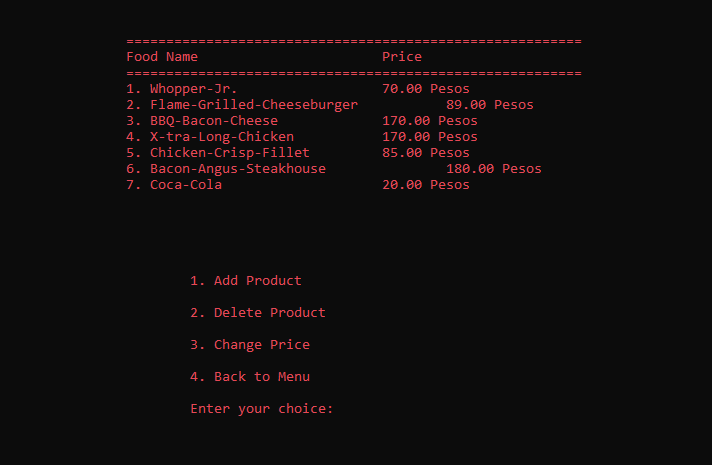 =========================================================
Food Name                       Price
=========================================================
1. Whopper-Jr.                  70.00 Pesos
2. Flame-Grilled-Cheeseburger           89.00 Pesos
3. BBQ-Bacon-Cheese             170.00 Pesos
4. X-tra-Long-Chicken           170.00 Pesos
5. Chicken-Crisp-Fillet         85.00 Pesos
6. Bacon-Angus-Steakhouse               180.00 Pesos
7. Coca-Cola                    20.00 Pesos
1. Add Product
2. Delete Product
3. Change Price
4. Back to Menu
Enter your choice: